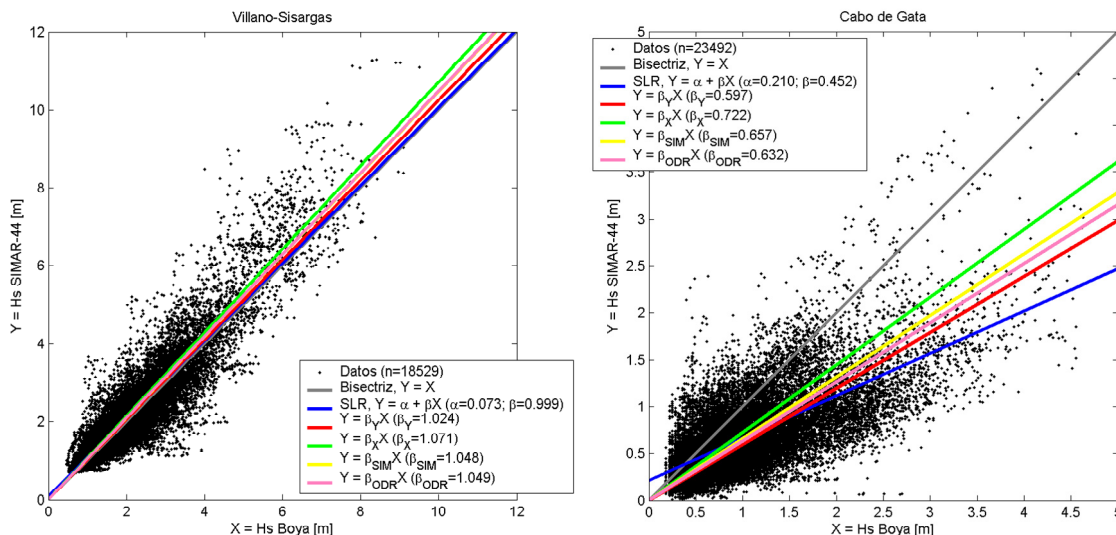 Villano-Sisargas
12
10
8
6
4
2
0
0
2
4
6
8
10
12
Y = Hs SIMAR-44 [m]
X = Hs Boya [m]
Datos (n=18529)
Bisectriz, Y = X
SLR, Y = α + βX (α=0.073; β=0.999)
Y = βYX (βY=1.024)
Y = βXX (βX=1.071)
Y = βSIMX (βSIM=1.048)
Y = βODRX (βODR=1.049)
Cabo de Gata
5
3.5
3
2.5
2
1.5
1
0.5
0
0
0.5
1
1.5
2
2.5
3
3.5
4
4.5
5
Y = Hs SIMAR-44 [m]
X = Hs Boya [m]
Datos (n=23492)
Bisectriz, Y = X
SLR, Y = α + βX (α=0.210; β=0.452)
Y = βYX (βY=0.597)
Y = βXX (βX=0.722)
Y = βSIMX (βSIM=0.657)
Y = βODRX (βODR=0.632)